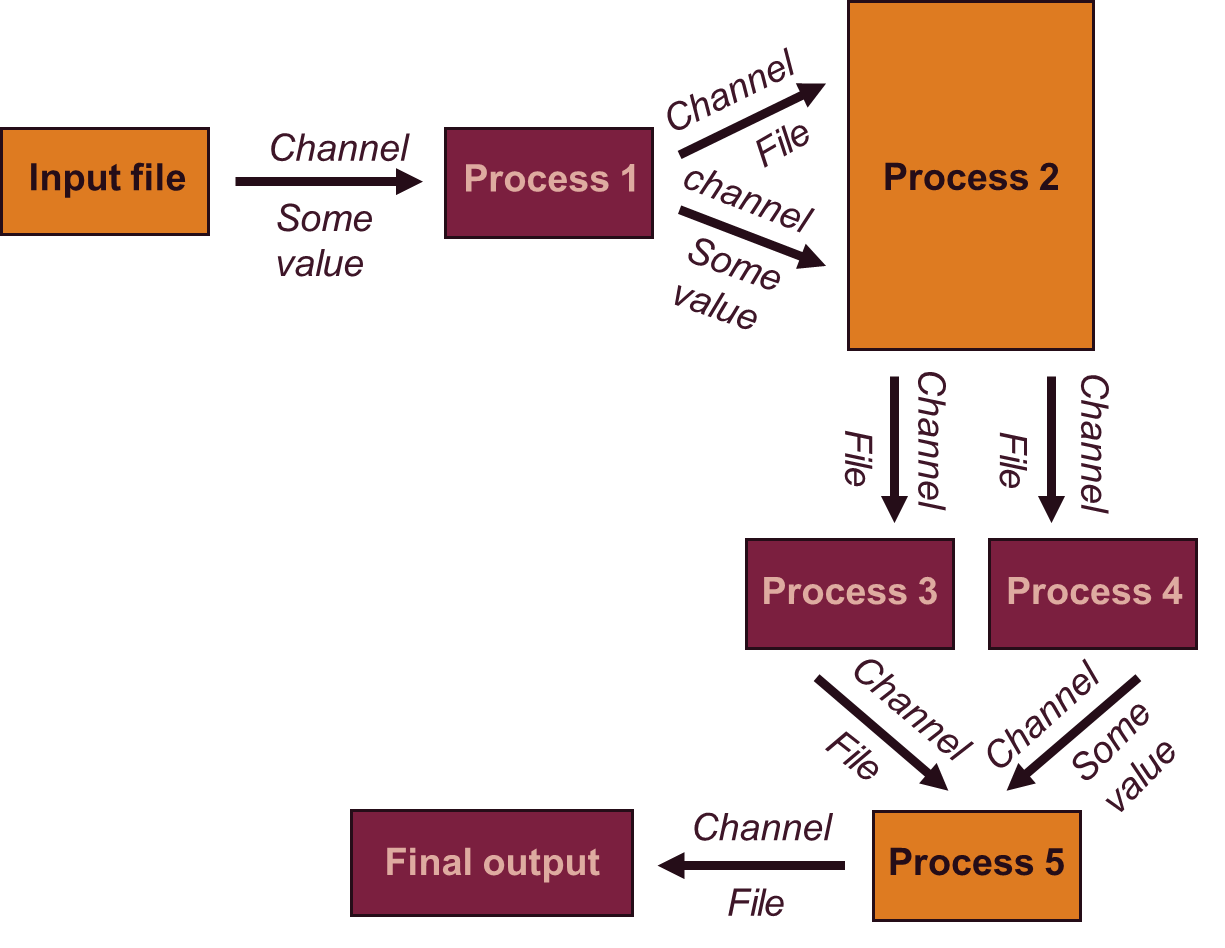 Input file
Channel
Some
value
Process 1
Channel
File
channel
Some
value
Process 2
Channel
File
Channel
File
Process 3
Process 4
Channel
File
Channel
Some
value
Process 5
Channel
File
Final output